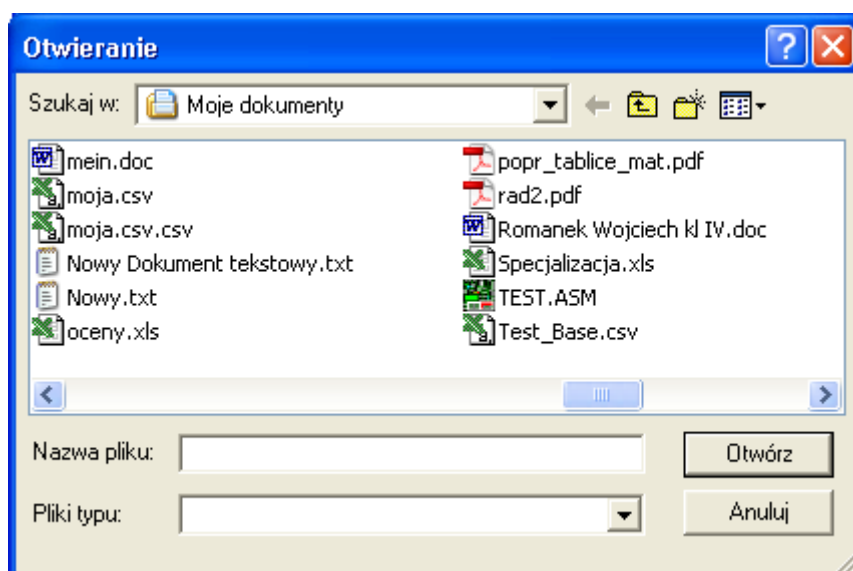 Otwieranie
Szukaj w: Moje dokumenty
mein.doc
moja.csv
moja.csv.csv
Nowy Dokument tekstowy.txt
Nowy.txt
oceny.xls
popr_tablice_mat.pdf
rad2.pdf
Romanek Wojciech kl IV.doc
Specjalizacja.xls
TEST.ASM
Test_Base.csv
Nazwa pliku:
Otwórz
Pliki typu:
Anuluj